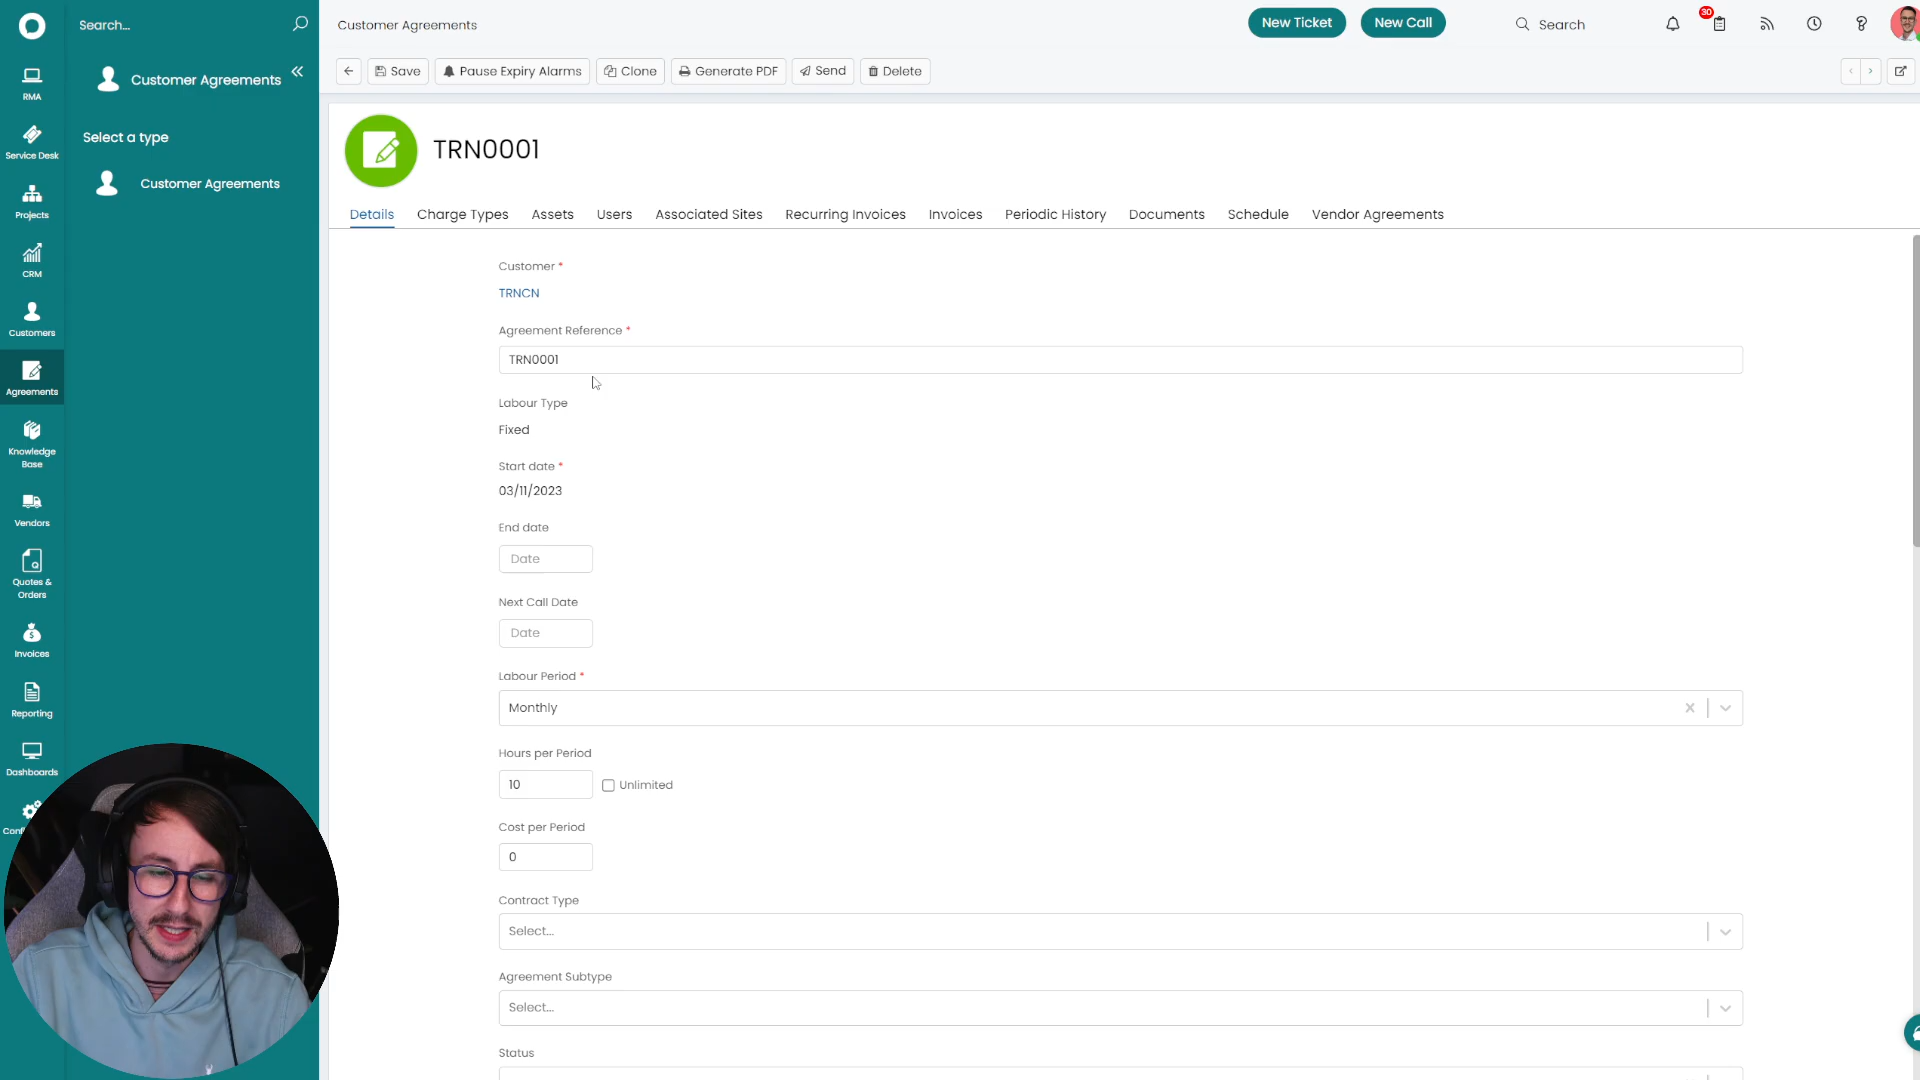 Search...
Customer Agreements
New Ticket
New Call
Search
30
Customer Agreements
Save
Pause Expiry Alarms
Clone
Generate PDF
Send
Delete
Select a type
Customer Agreements
RMA
Service Desk
Projects
CRM
Customers
Agreements
Knowledge
Base
Vendors
Quotes &
Orders
Invoices
Reporting
Dashboards
TRN0001
Details
Charge Types
Assets
Users
Associated Sites
Recurring Invoices
Invoices
Periodic History
Documents
Schedule
Vendor Agreements
Customer *
TRNCN
Agreement Reference *
TRN0001
Labour Type
Fixed
Start date *
03/11/2023
End date
Date
Next Call Date
Date
Labour Period *
Monthly
Hours per Period
10
Unlimited
Cost per Period
0
Contract Type
Select...
Agreement Subtype
Select...
Status